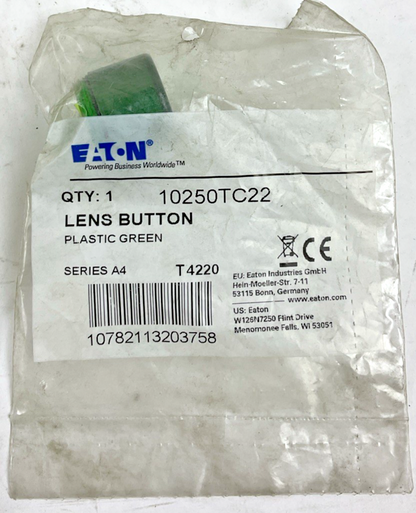 EATON®
Powering Business Worldwide™
QTY: 1 10250TC22
LENS BUTTON
PLASTIC GREEN
SERIES A4 T4220
10782113203758
CE
EU: Eaton Industries GmbH
Hein-Moeller-Str. 7-11
53115 Bonn, Germany
www.eaton.com
US: Eaton
W126N7250 Flint Drive
Menomonee Falls, WI 53051